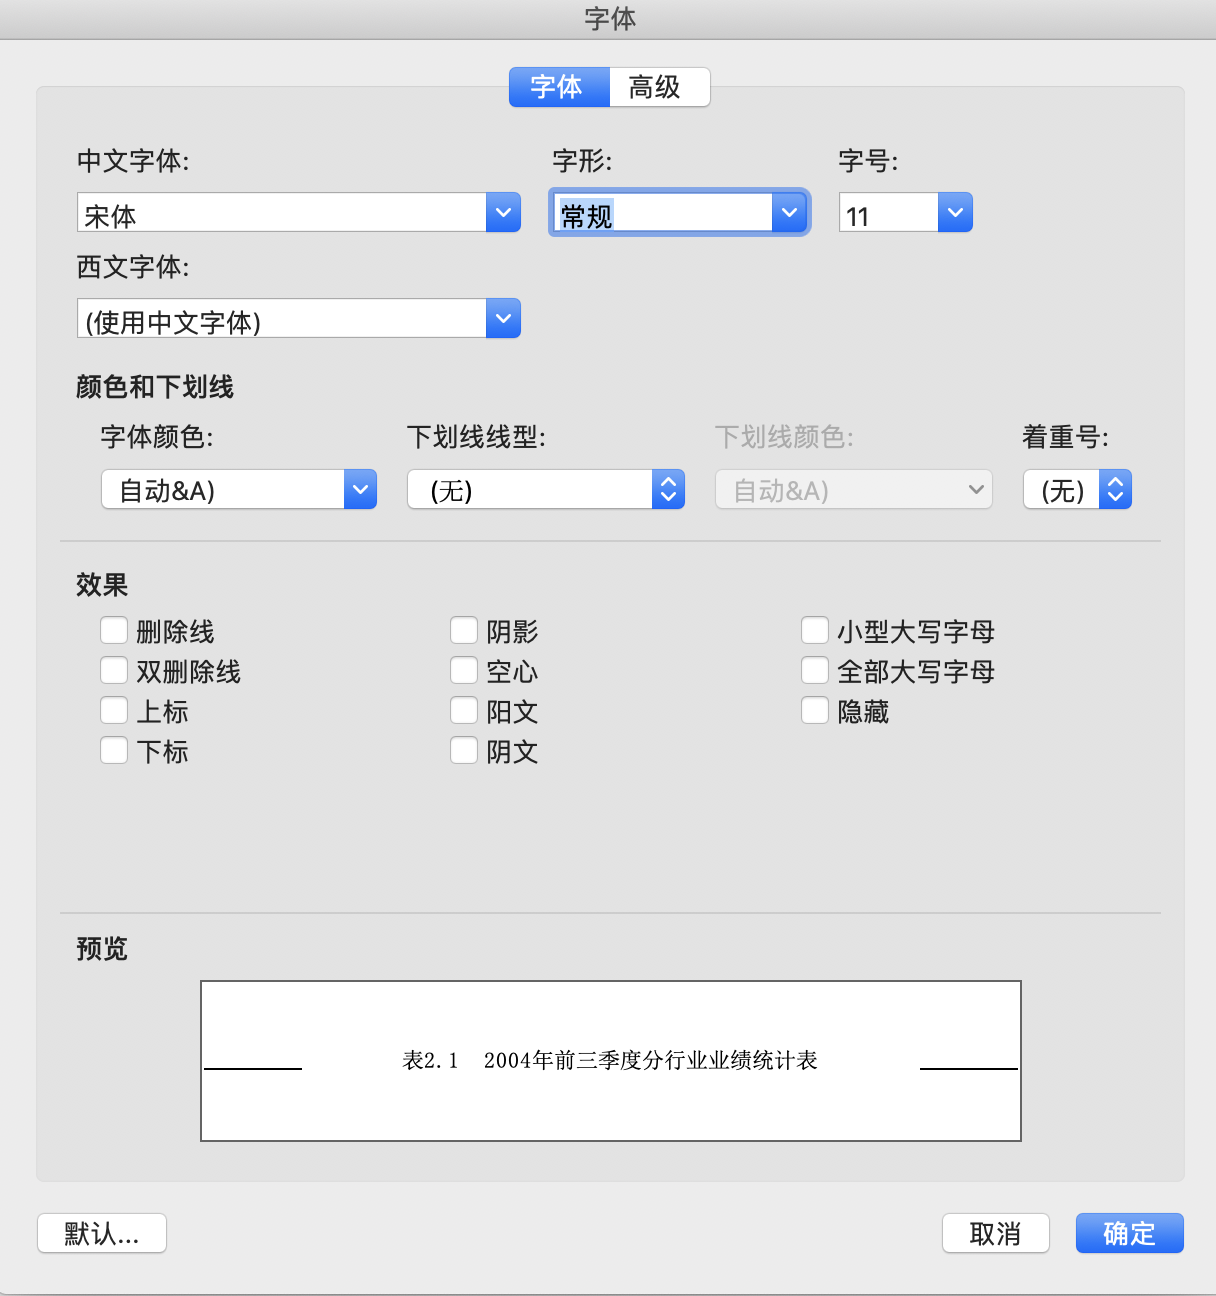 字体
字体 高级
中文字体: 字形: 字号:
宋体 常规 11
西文字体:
(使用中文字体)
颜色和下划线
字体颜色: 下划线线型: 下划线颜色: 着重号:
自动&A) (无) 自动&A) (无)
效果
删除线 阴影 小型大写字母
双删除线 空心 全部大写字母
上标 阳文 隐藏
下标 阴文
预览
表2.1 2004年前三季度分行业业绩统计表
默认... 取消 确定